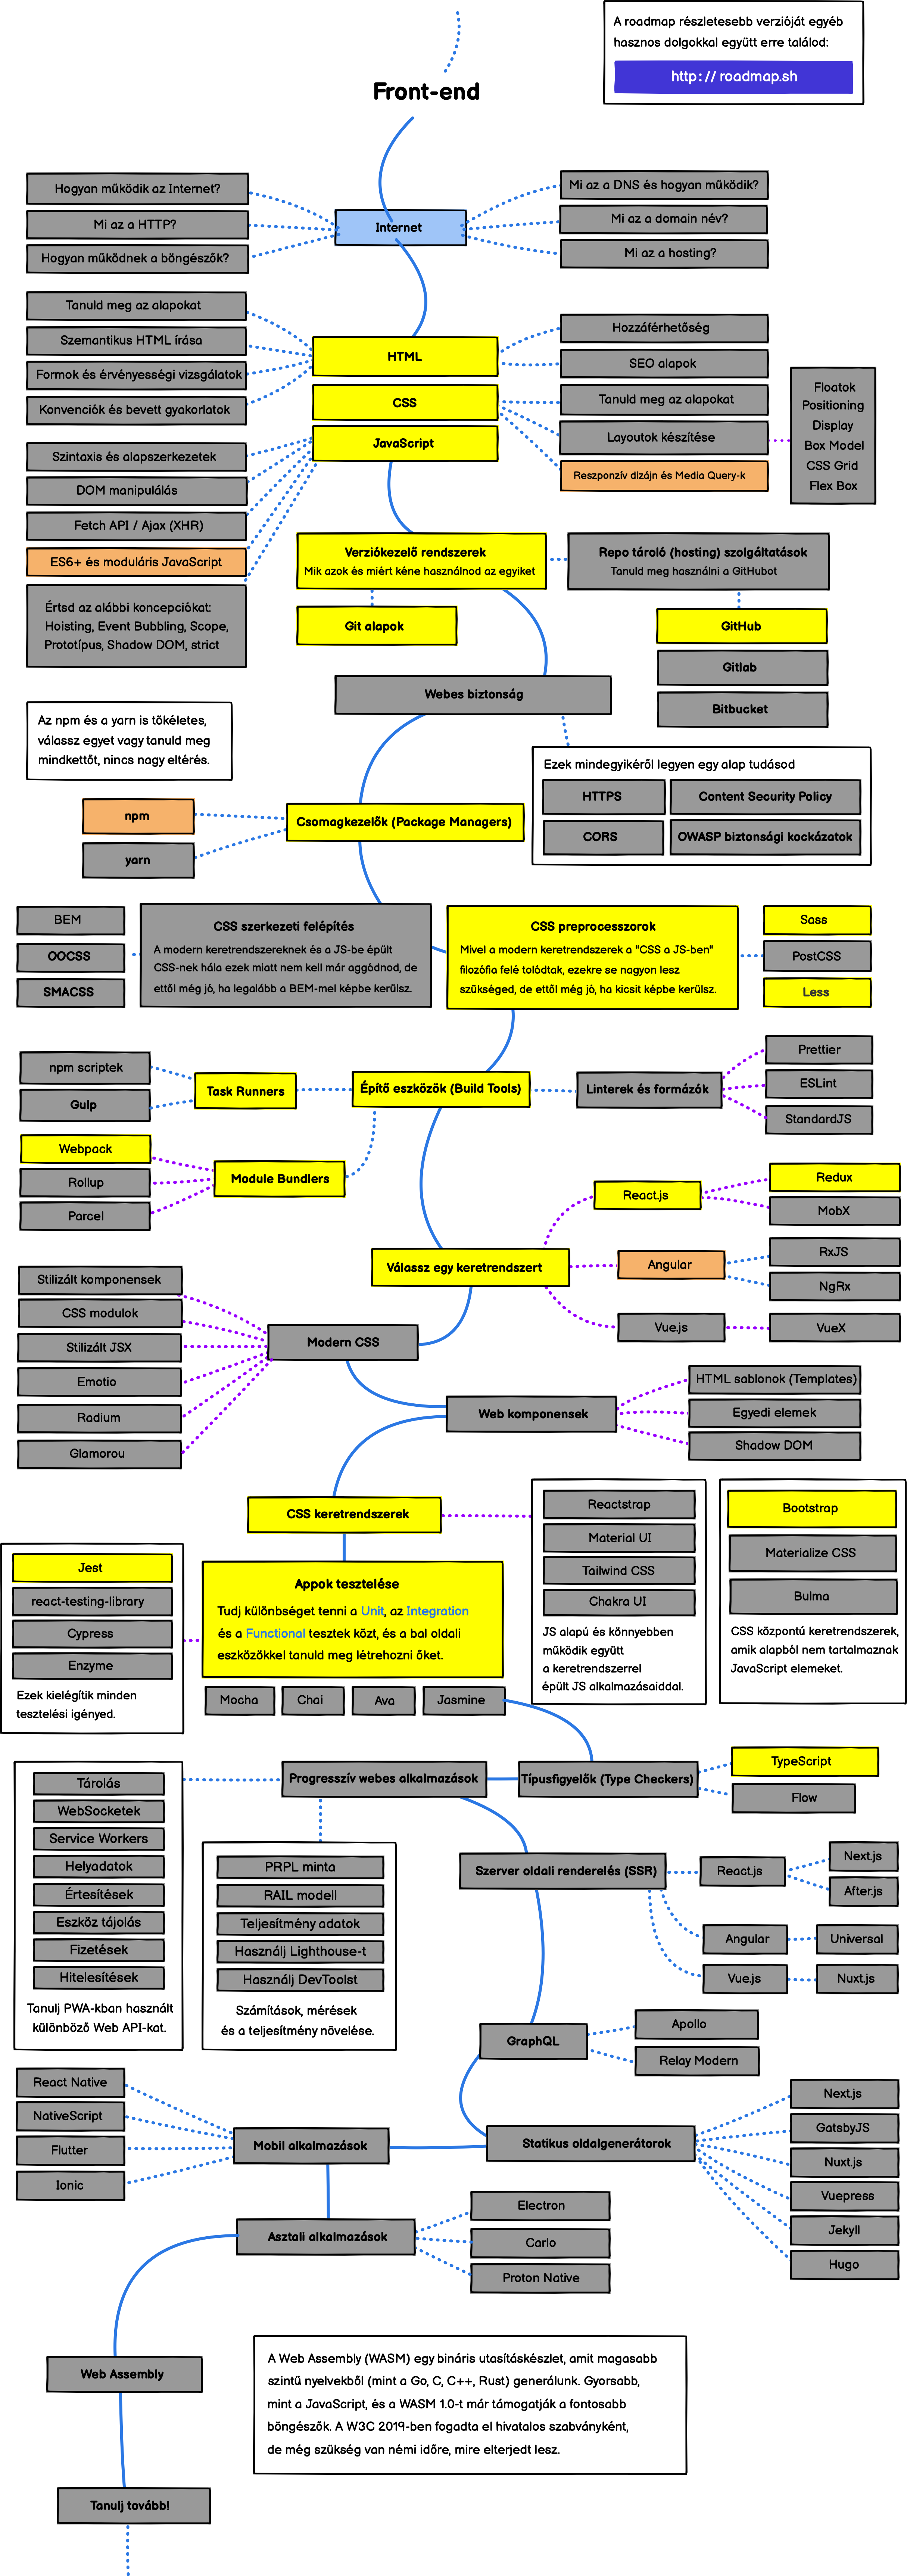 A roadmap részletesebb verzióját egyéb
hasznos dolgokkal együtt erre találod:
http://roadmap.sh
Front-end
Hogyan működik az Internet?
Mi az a HTTP?
Hogyan működnek a böngészők?
Internet
Mi az a DNS és hogyan működik?
Mi az a domain név?
Mi az a hosting?
Tanuld meg az alapokat
Szemantikus HTML írása
Formok és érvényességi vizsgálatok
Konvenciók és bevett gyakorlatok
HTML
CSS
JavaScript
Hozzáférhetőség
SEO alapok
Tanuld meg az alapokat
Layoutok készítése
Reszponzív dizájn és Media Query-k
Floatok
Positioning
Display
Box Model
CSS Grid
Flex Box
Szintaxis és alapszerkezetek
DOM manipulálás
Fetch API / Ajax (XHR)
ES6+ és moduláris JavaScript
Értsd az alábbi koncepciókat:
Hoisting, Event Bubbling, Scope,
Prototípus, Shadow DOM, strict
Verziókezelő rendszerek
Mik azok és miért kéne használnod az egyiket
Git alapok
Repo tároló (hosting) szolgáltatások
Tanuld meg használni a GitHubot
GitHub
Gitlab
Bitbucket
Webes biztonság
Az npm és a yarn is tökéletes,
válassz egyet vagy tanuld meg
mindkettőt, nincs nagy eltérés.
Ezek mindegyikéről legyen egy alap tudásod
HTTPS
Content Security Policy
CORS
OWASP biztonsági kockázatok
npm
yarn
Csomagkezelők (Package Managers)
BEM
OOCSS
SMACSS
CSS szerkezeti felépítés
A modern keretrendszereknek és a JS-be épült
CSS-nek hála ezek miatt nem kell már aggódnod, de
ettől még jó, ha legalább a BEM-mel képbe kerülsz.
CSS preprocesszorok
Mivel a modern keretrendszerek a "CSS a JS-ben"
filozófia felé tolódtak, ezekre se nagyon lesz
szükséged, de ettől még jó, ha kicsit képbe kerülsz.
Sass
PostCSS
Less
npm scriptek
Gulp
Task Runners
Építő eszközök (Build Tools)
Linterek és formázók
Prettier
ESLint
StandardJS
Webpack
Rollup
Parcel
Module Bundlers
React.js
Redux
MobX
Válassz egy keretrendszert
Angular
RxJS
NgRx
Vue.js
VueX
Stilizált komponensek
CSS modulok
Stilizált JSX
Emotio
Radium
Glamorou
Modern CSS
Web komponensek
HTML sablonok (Templates)
Egyedi elemek
Shadow DOM
CSS keretrendszerek
Reactstrap
Material UI
Tailwind CSS
Chakra UI
JS alapú és könnyebben
működik együtt
a keretrendszerrel
épült JS alkalmazásaiddal.
Bootstrap
Materialize CSS
Bulma
CSS központú keretrendszerek,
amik alapból nem tartalmaznak
JavaScript elemeket.
Jest
react-testing-library
Cypress
Enzyme
Ezek kielégítik minden
tesztelési igényed.
Appok tesztelése
Tudj különbséget tenni a Unit, az Integration
és a Functional tesztek közt, és a bal oldali
eszközökkel tanuld meg létrehozni őket.
Mocha
Chai
Ava
Jasmine
Progresszív webes alkalmazások
Típusfigyelők (Type Checkers)
TypeScript
Flow
Tárolás
WebSocketek
Service Workers
Helyadatok
Értesítések
Eszköz tájolás
Fizetések
Hitelesítések
Tanulj PWA-kban használt
különböző Web API-kat.
PRPL minta
RAIL modell
Teljesítmény adatok
Használj Lighthouse-t
Használj DevToolst
Számítások, mérések
és a teljesítmény növelése.
Szerver oldali renderelés (SSR)
React.js
Next.js
After.js
Angular
Universal
Vue.js
Nuxt.js
GraphQL
Apollo
Relay Modern
React Native
NativeScript
Flutter
Ionic
Mobil alkalmazások
Statikus oldalgenerátorok
Next.js
GatsbyJS
Nuxt.js
Vuepress
Jekyll
Hugo
Asztali alkalmazások
Electron
Carlo
Proton Native
Web Assembly
A Web Assembly (WASM) egy bináris utasításkészlet, amit magasabb
szintű nyelvekből (mint a Go, C, C++, Rust) generálunk. Gyorsabb,
mint a JavaScript, és a WASM 1.0-t már támogatják a fontosabb
böngészők. A W3C 2019-ben fogadta el hivatalos szabványként,
de még szükség van némi időre, mire elterjedt lesz.
Tanulj tovább!